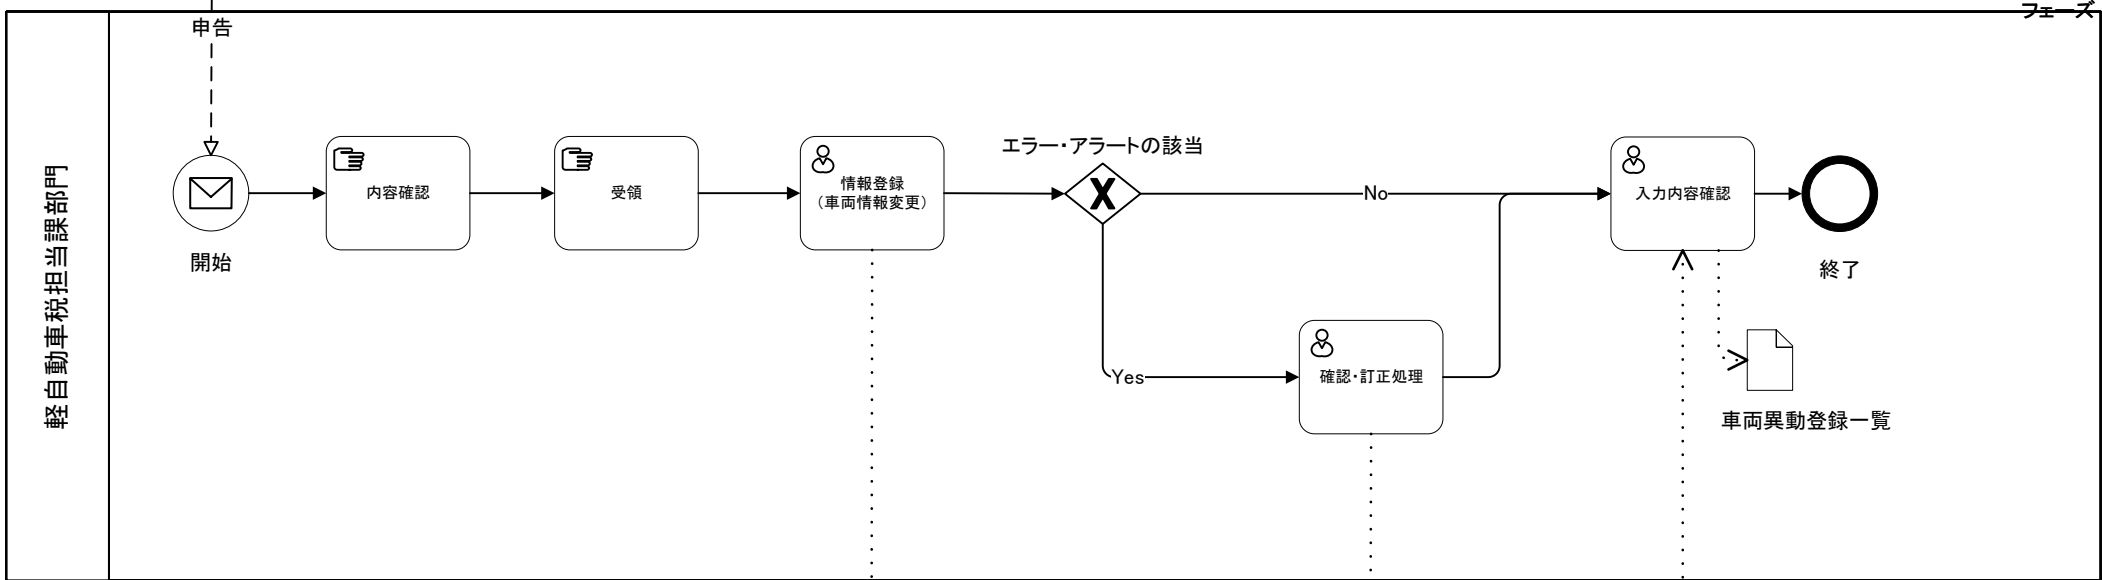 フェーズ
申告
軽自動車税担当課部門
開始
内容確認
受領
情報登録
（車両情報変更）
エラー・アラートの該当
No
Yes
確認・訂正処理
入力内容確認
終了
車両異動登録一覧